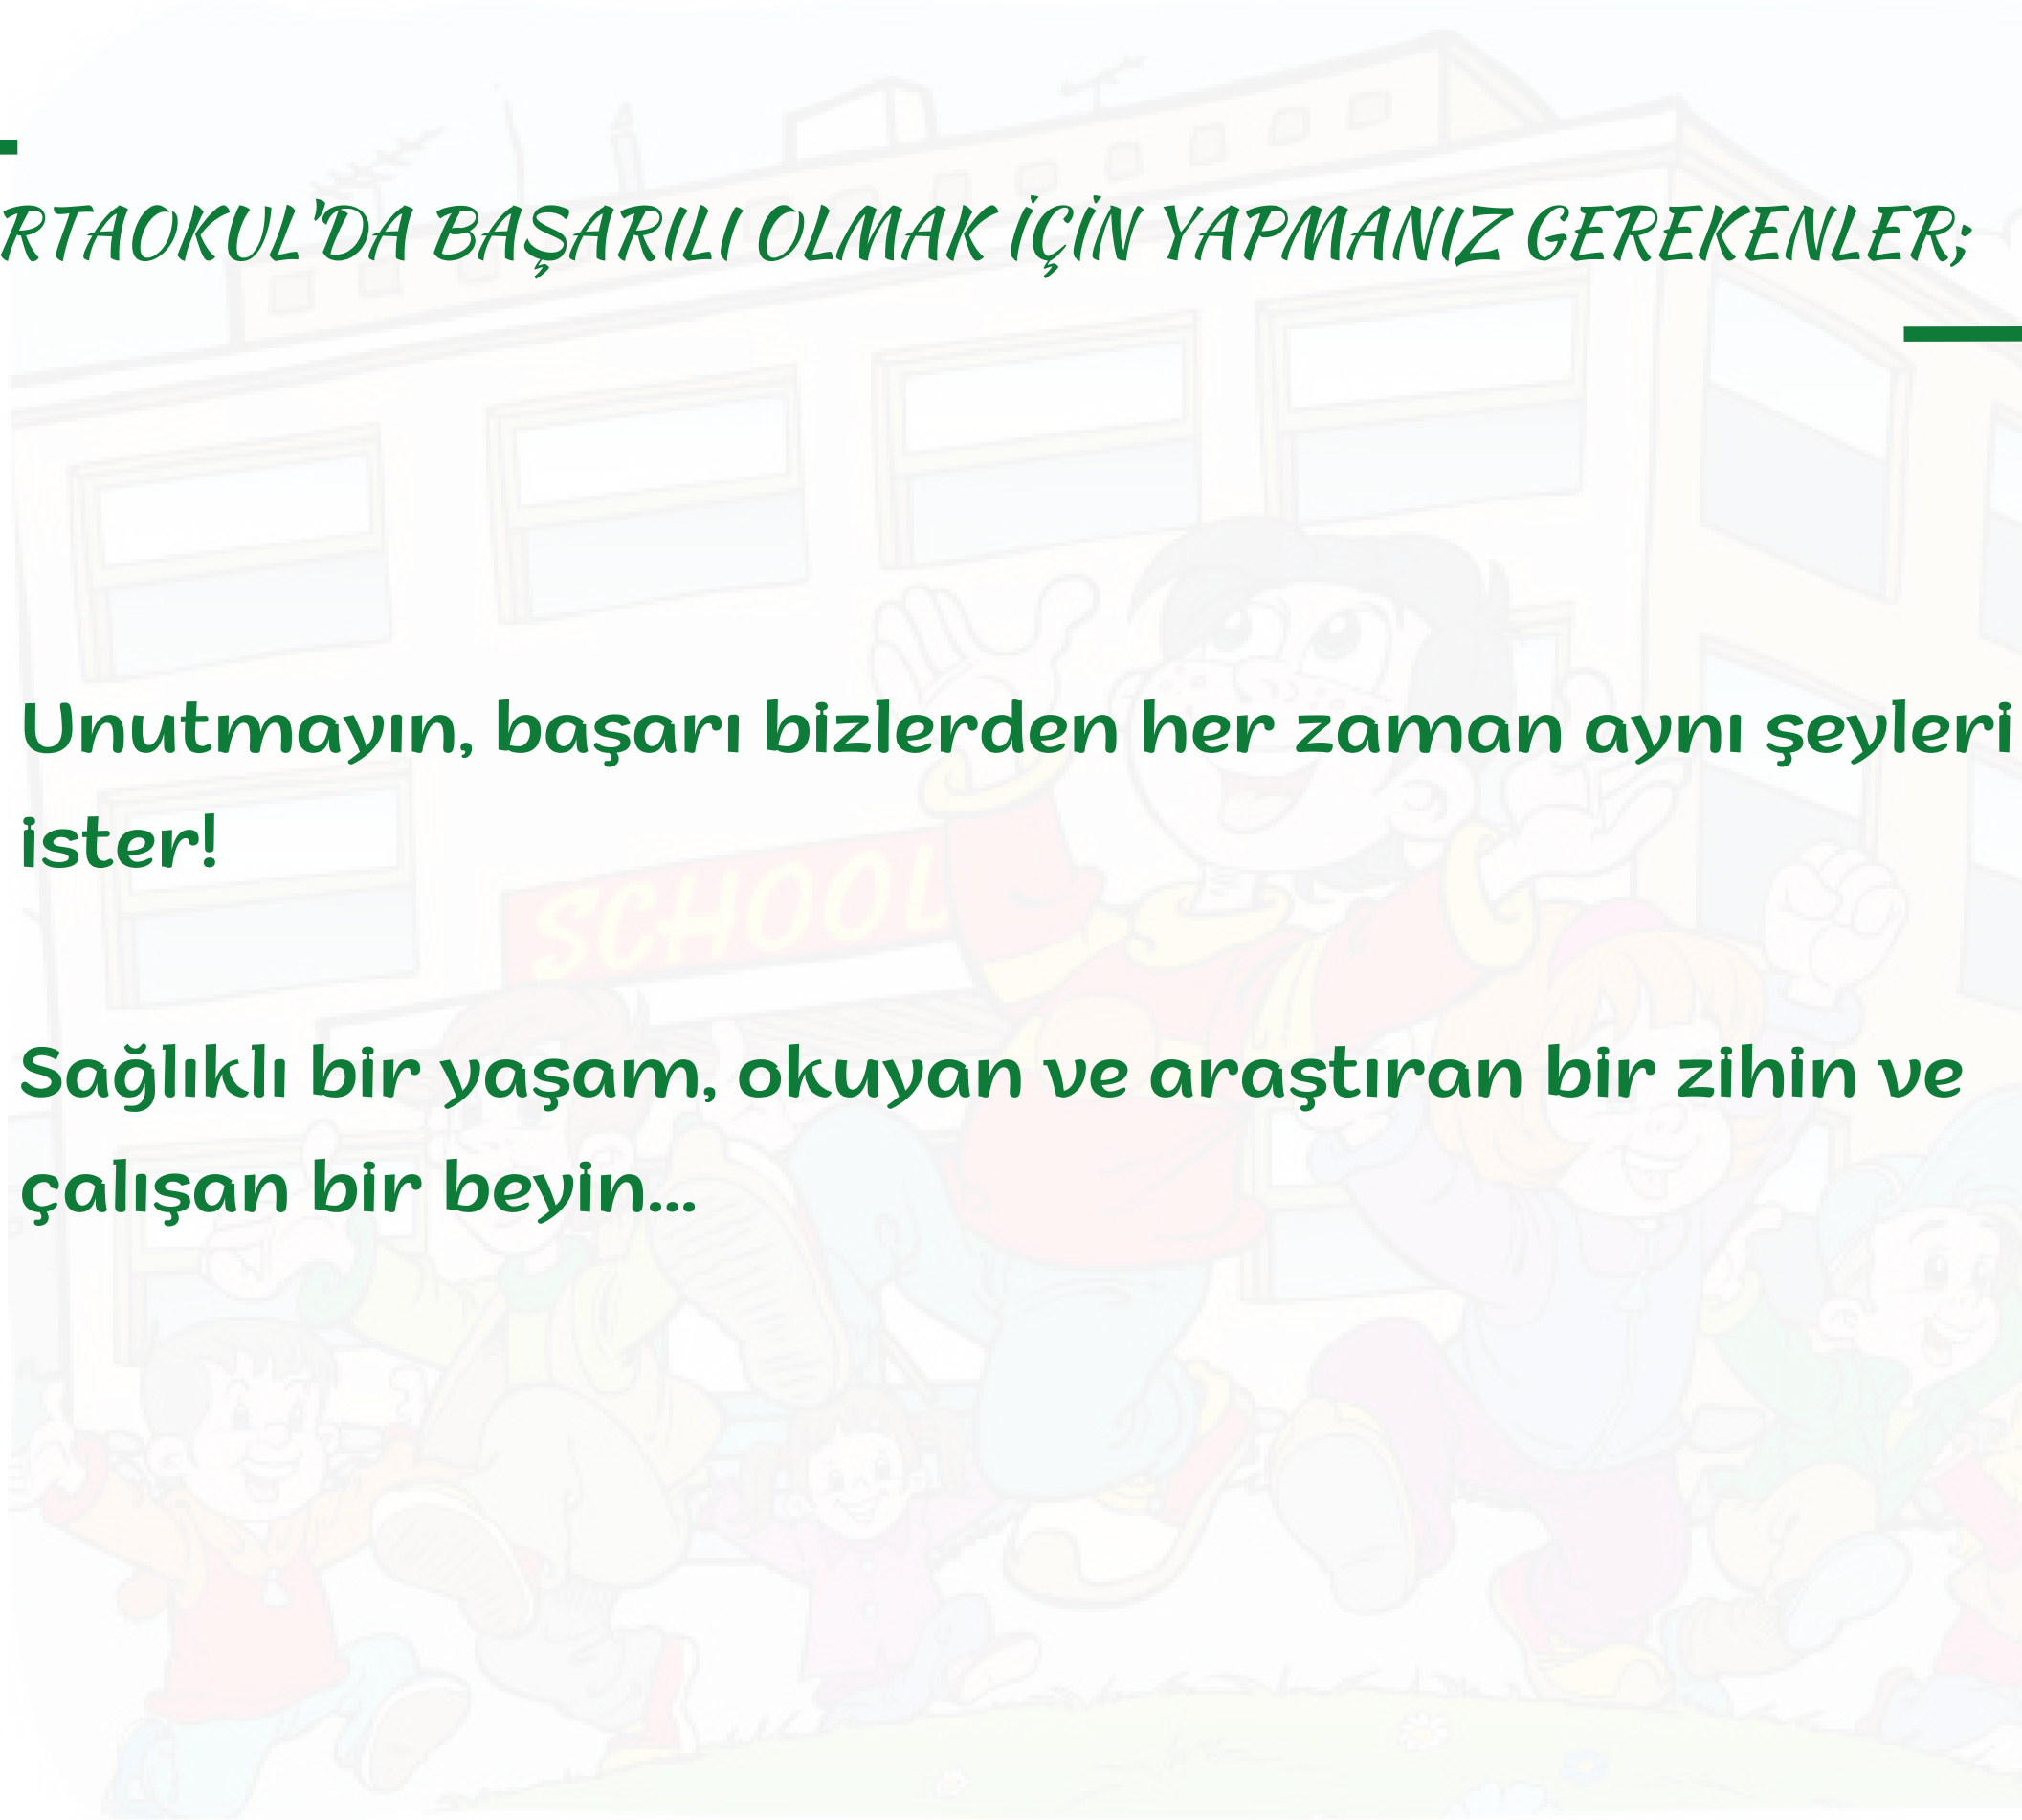 RTAOKUL'DA BAŞARILI OLMAK İÇİN YAPMANIZ GEREKENLER;
Unutmayın, başarı bizlerden her zaman aynı şeyleri
ister!
SCHOOL
Sağlıklı bir yaşam, okuyan ve araştıran bir zihin ve
çalışan bir beyin...